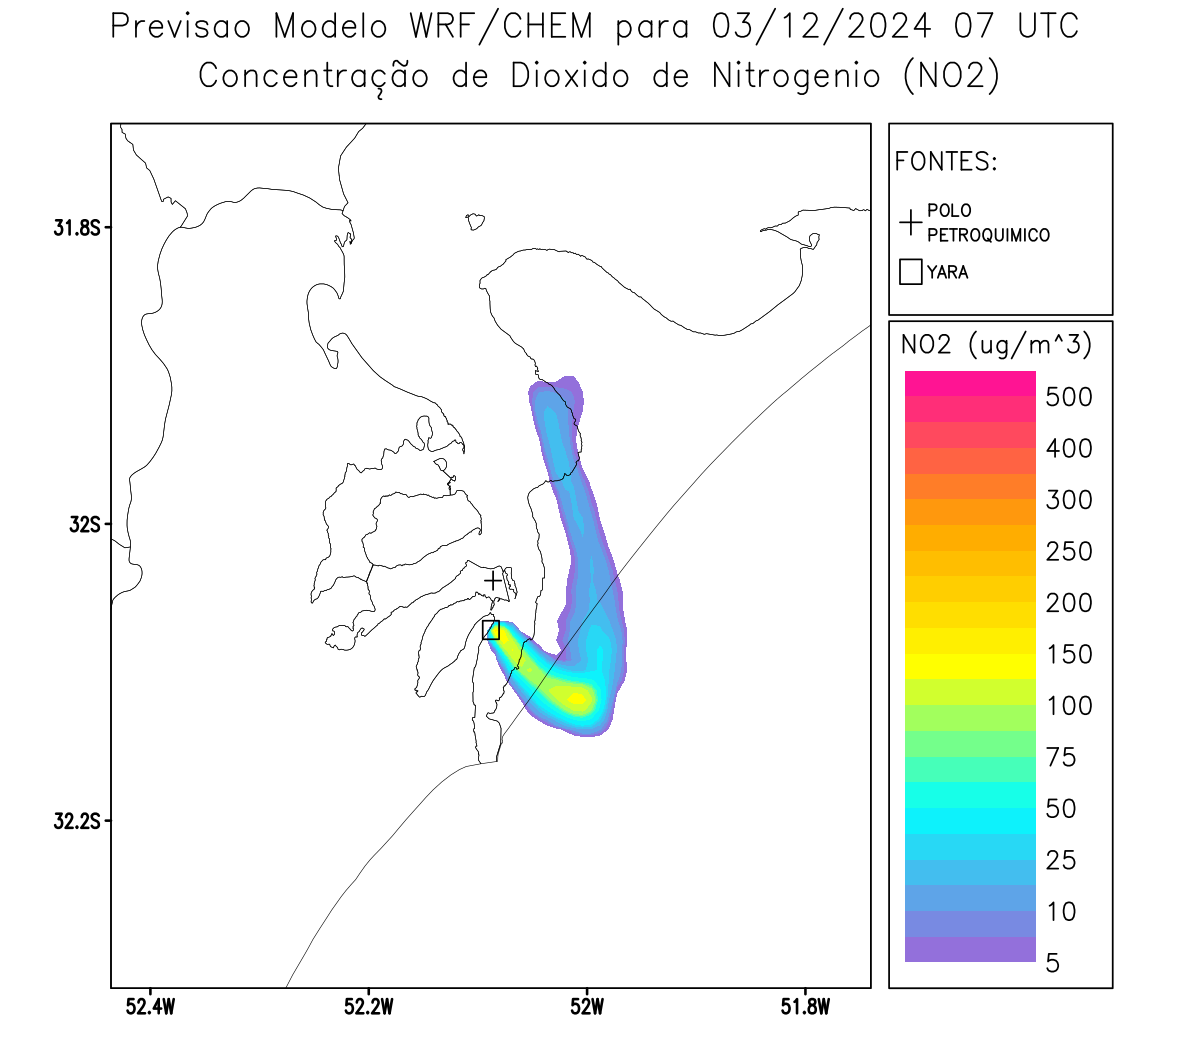 Previsao Modelo WRF/CHEM para 03/12/2024 07 UTC
Concentração de Dioxido de Nitrogenio (NO2)
FONTES:
POLO
PETROQUIMICO
YARA
NO2 (ug/m^3)
500
400
300
250
200
150
100
75
50
25
10
5
31.8S
32S
32.2S
52.4W
52.2W
52W
51.8W